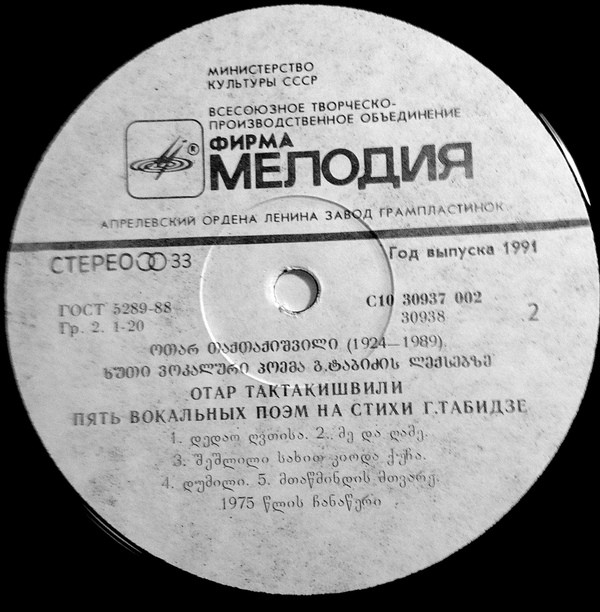 МИНИСТЕРСТВО
КУЛЬТУРЫ СССР
ВСЕСОЮЗНОЕ ТВОРЧЕСКО-
ПРОИЗВОДСТВЕННОЕ ОБЪЕДИНЕНИЕ
ФИРМА
®
МЕЛОДИЯ
АПРЕЛЕВСКИЙ ОРДЕНА ЛЕНИНА ЗАВОД ГРАМПЛАСТИНОК
СТЕРЕО 33
Год выпуска 1991
ГОСТ 5289-88
Гр. 2. 1-20
С10 30937 002
30938
2
ოთარ თაქთაქიშვილი (1924—1989)
ხუთი ვოკალური პოემა გ.ტაბიძის ლექსებზე
ОТАР ТАКТАКИШВИЛИ
ПЯТЬ ВОКАЛЬНЫХ ПОЭМ НА СТИХИ Г.ТАБИДЗЕ
1. დედაო ღვთისა. 2. მე და ღამე.
3. შეშლილი სახით კიოდა ქუჩა.
4. დუმილი. 5. მთაწმინდის მთვარე.
1975 წლის ჩანაწერი